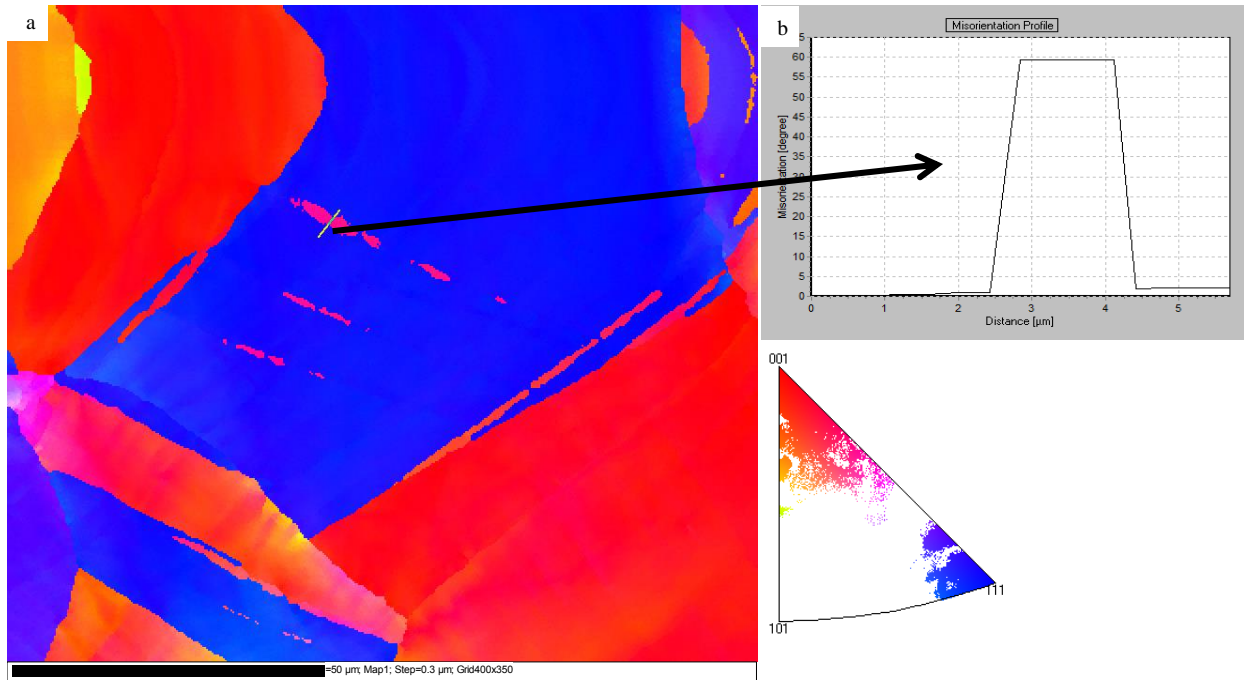 a
b
Misorientation Profile
5
60
55
50
45
40
35
30
25
20
15
10
5
0
Misorientation [degree]
0 1 2 3 4 5
Distance [µm]
001
111
101
=50 µm; Map1; Step=0.3 µm; Grid400x350